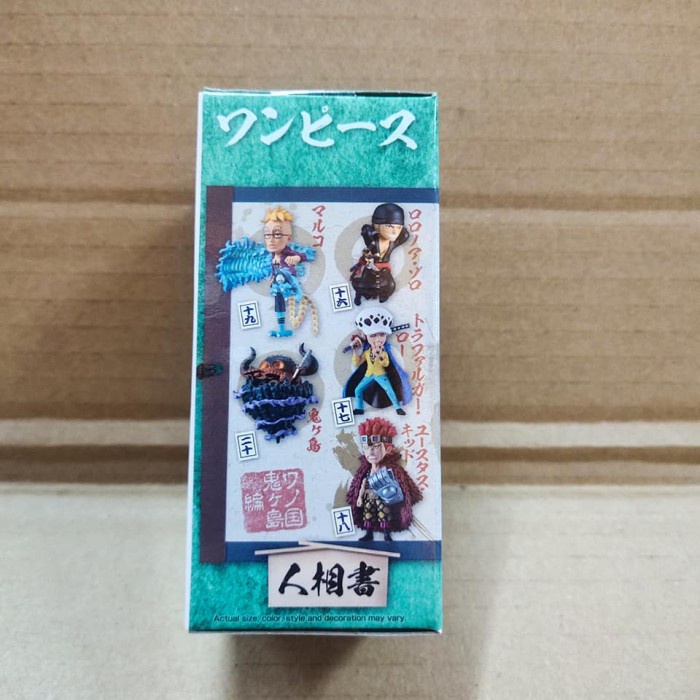 ワンピース
ロロノア・ゾロ
十六
トラファルガー・
ロー
十七
ユースタス・
キッド
十八
マルコ
十九
鬼ヶ島
二十
ワノ国
鬼ヶ島
編
人相書
Actual size, color, style and decoration may vary.